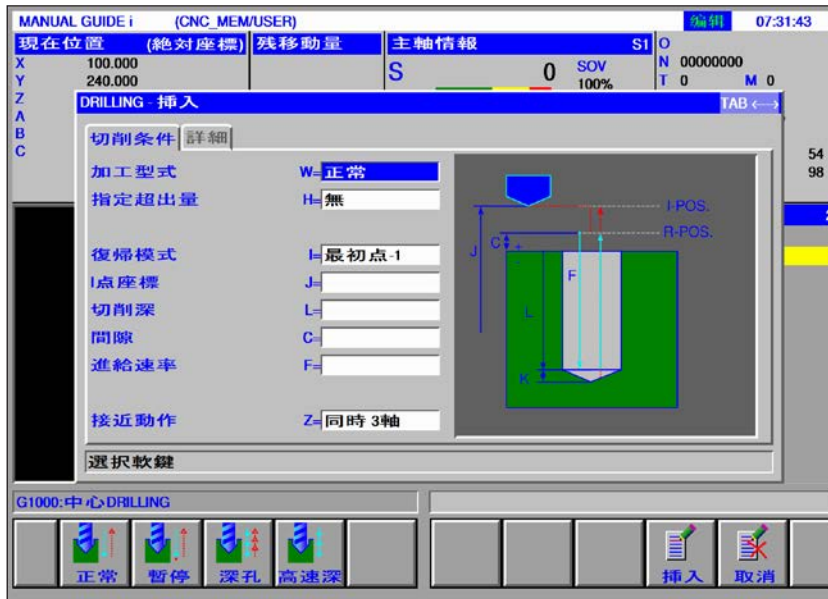 MANUAL GUIDE i (CNC_MEM/USER) 编辑 07:31:43
現在位置 (絶対座標) 残移動量 主軸情報 S1 O
X 100.000 S 0 SOV N 00000000
Y 240.000 100% T 0 M 0
Z
A
B
C
54
98
DRILLING - 挿入 TAB ←→
切削条件 詳細
加工型式 W=正常
指定超出量 H=無
復帰模式 I=最初点-1
I点座標 J=
切削深 L=
間隙 C=
進給速率 F=
接近動作 Z=同時 3軸
I-POS.
R-POS.
J
C
+
-
F
L
K
選択軟鍵
G1000:中心DRILLING
正常 暫停 深孔 高速深 挿入 取消